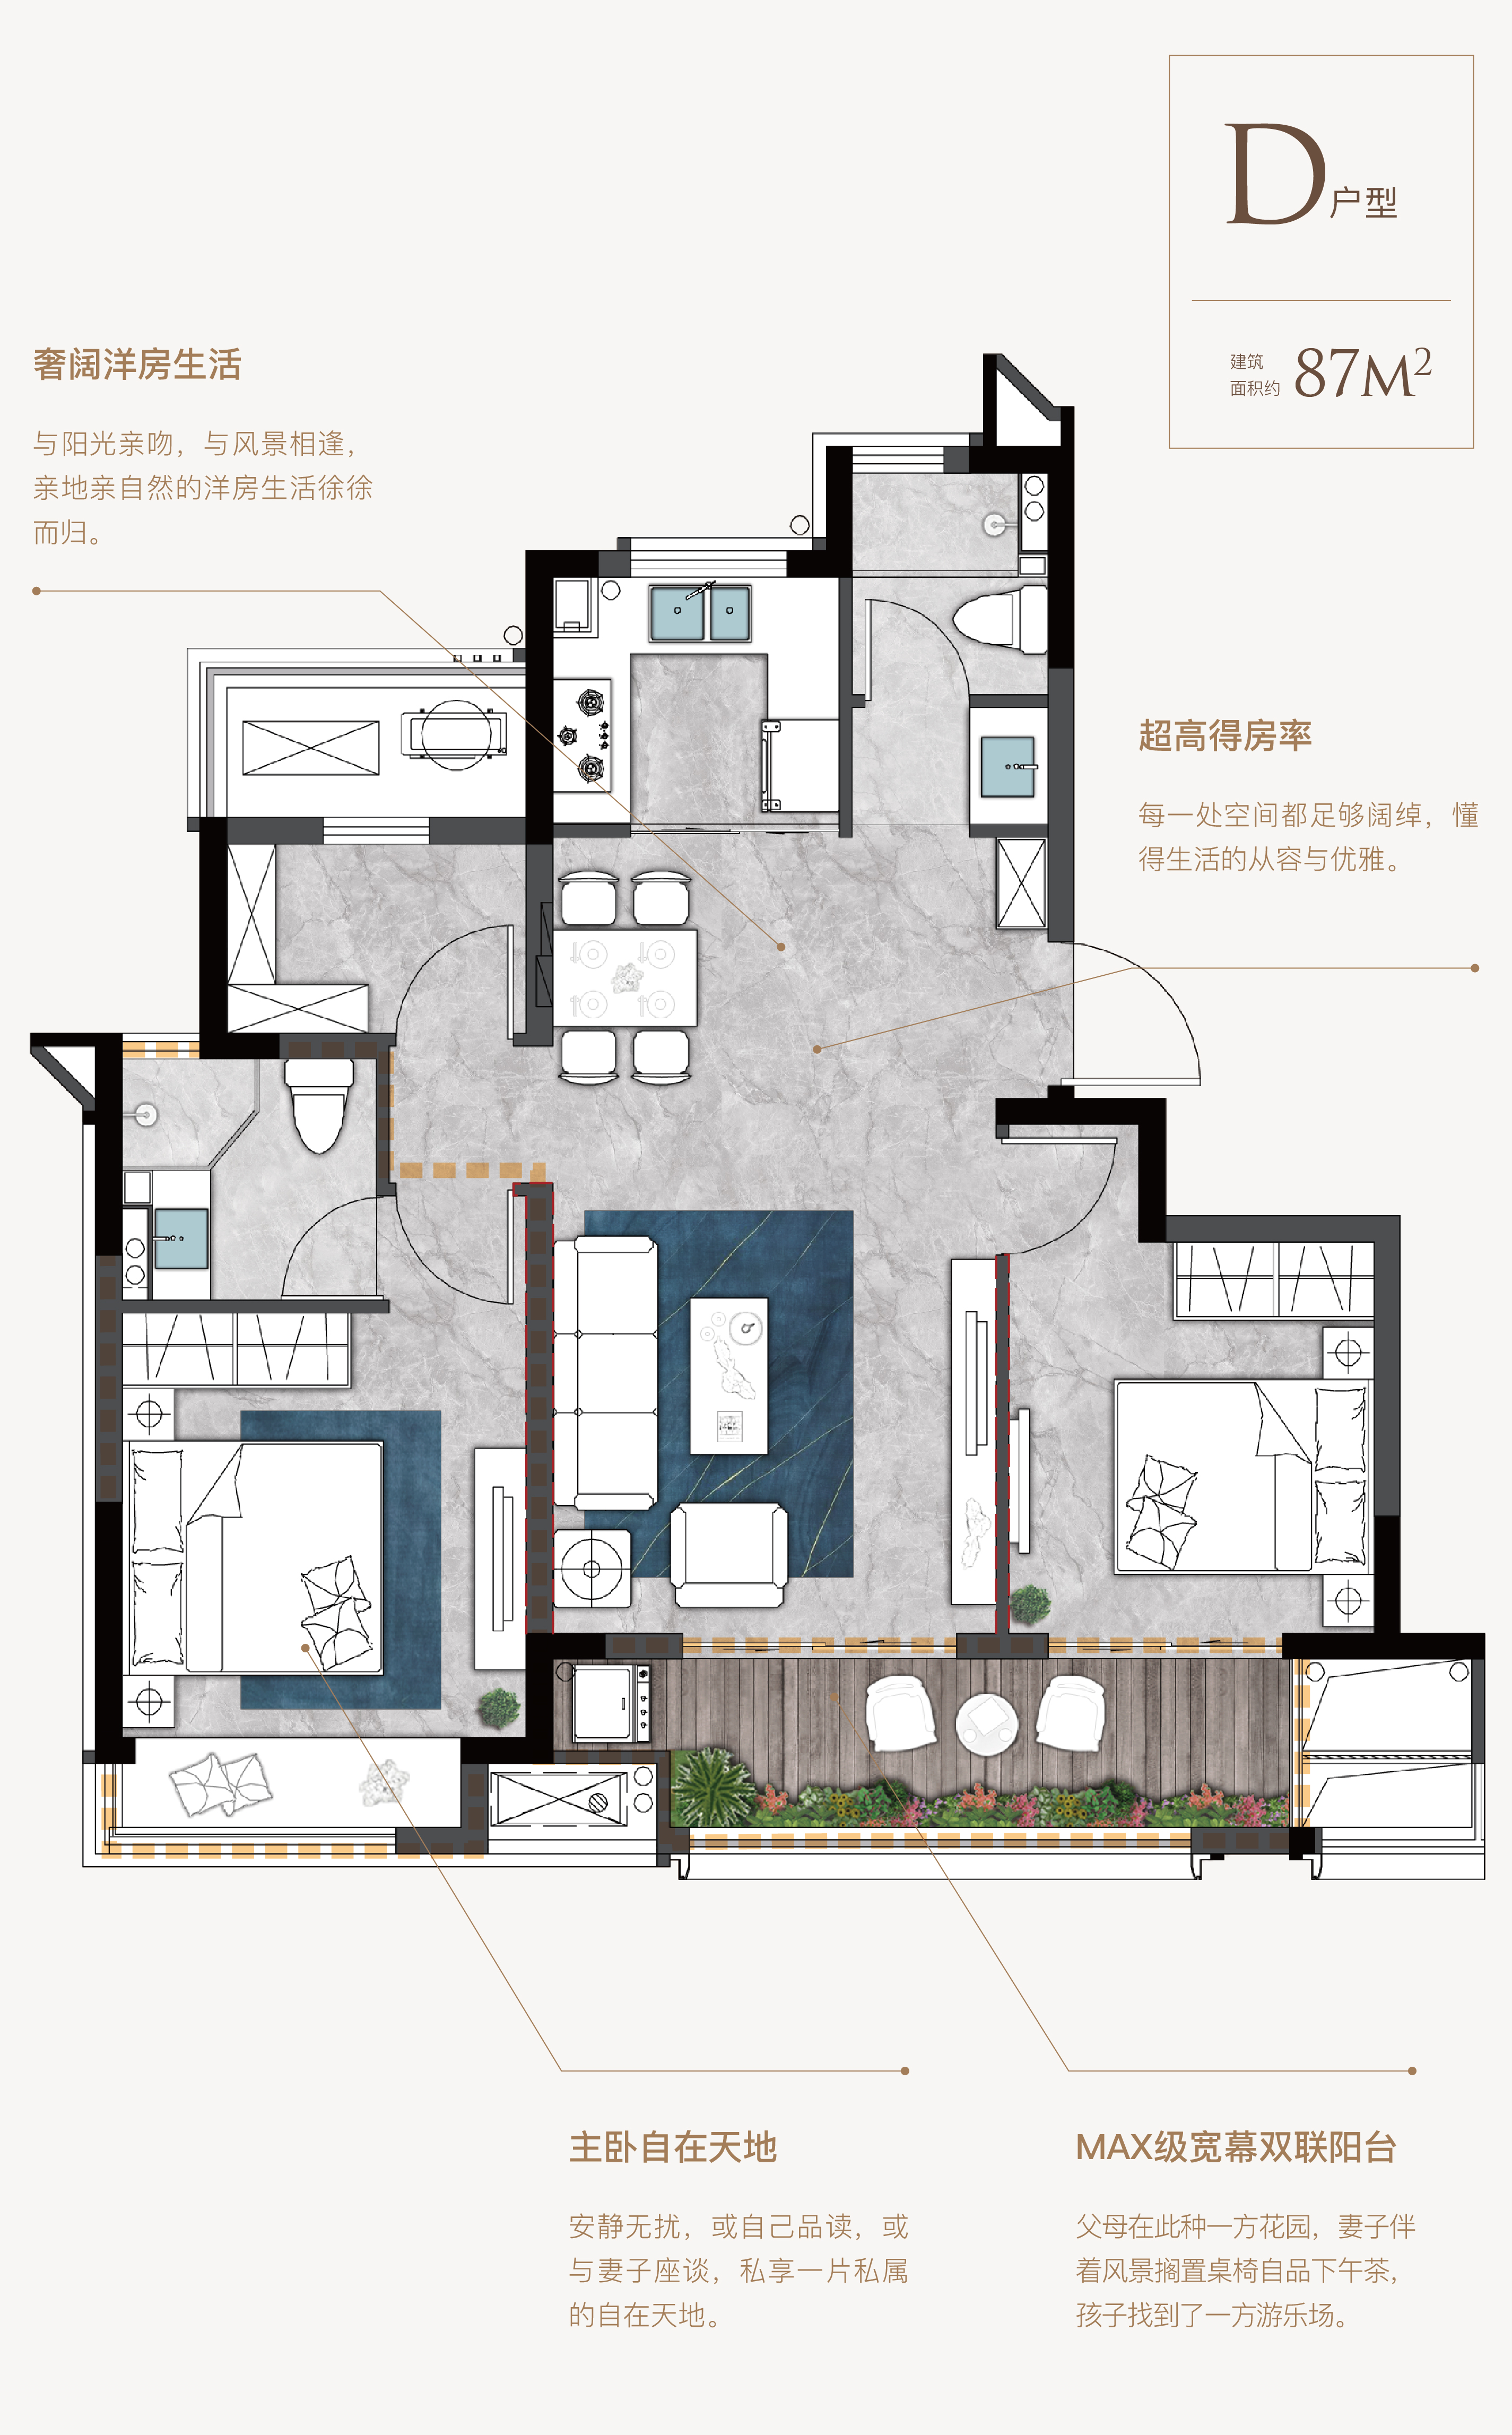 D户型
建筑
面积约 87M²
奢阔洋房生活
与阳光亲吻，与风景相逢，
亲地亲自然的洋房生活徐徐
而归。
超高得房率
每一处空间都足够阔绰，懂
得生活的从容与优雅。
主卧自在天地
安静无扰，或自己品读，或
与妻子座谈，私享一片私属
的自在天地。
MAX级宽幕双联阳台
父母在此种一方花园，妻子伴
着风景搁置桌椅自品下午茶，
孩子找到了一方游乐场。